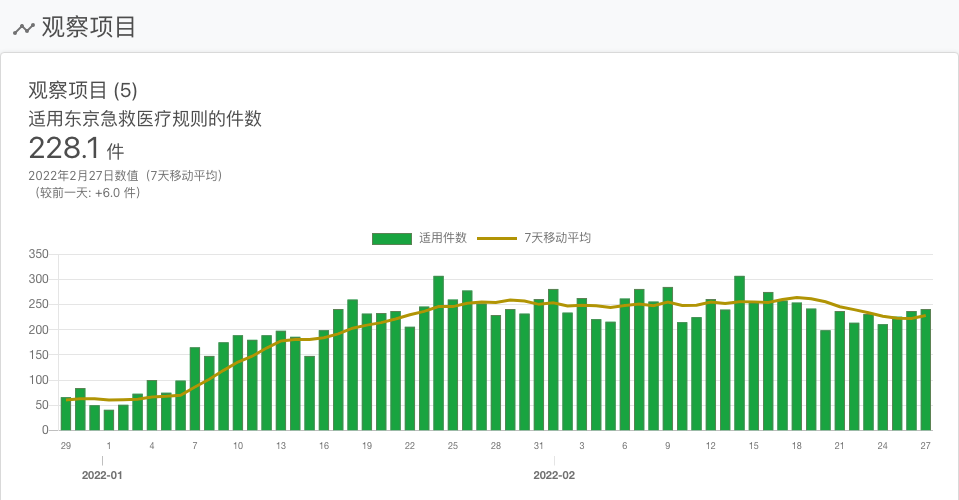 观察项目
观察项目 (5)
适用东京急救医疗规则的件数
228.1 件
2022年2月27日数值（7天移动平均）
（较前一天: +6.0 件）
适用件数 7天移动平均
350
300
250
200
150
100
50
0
29 1 4 7 10 13 16 19 22 25 28 31 3 6 9 12 15 18 21 24 27
2022-01 2022-02